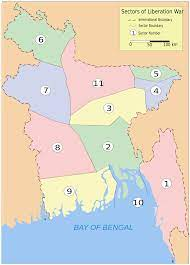 Sectors of Liberation War
International Boundary
Sector Boundary
① Sector Number
0 50 100 km
6
5
11
4
7
3
2
8
1
9
10
BAY OF BENGAL